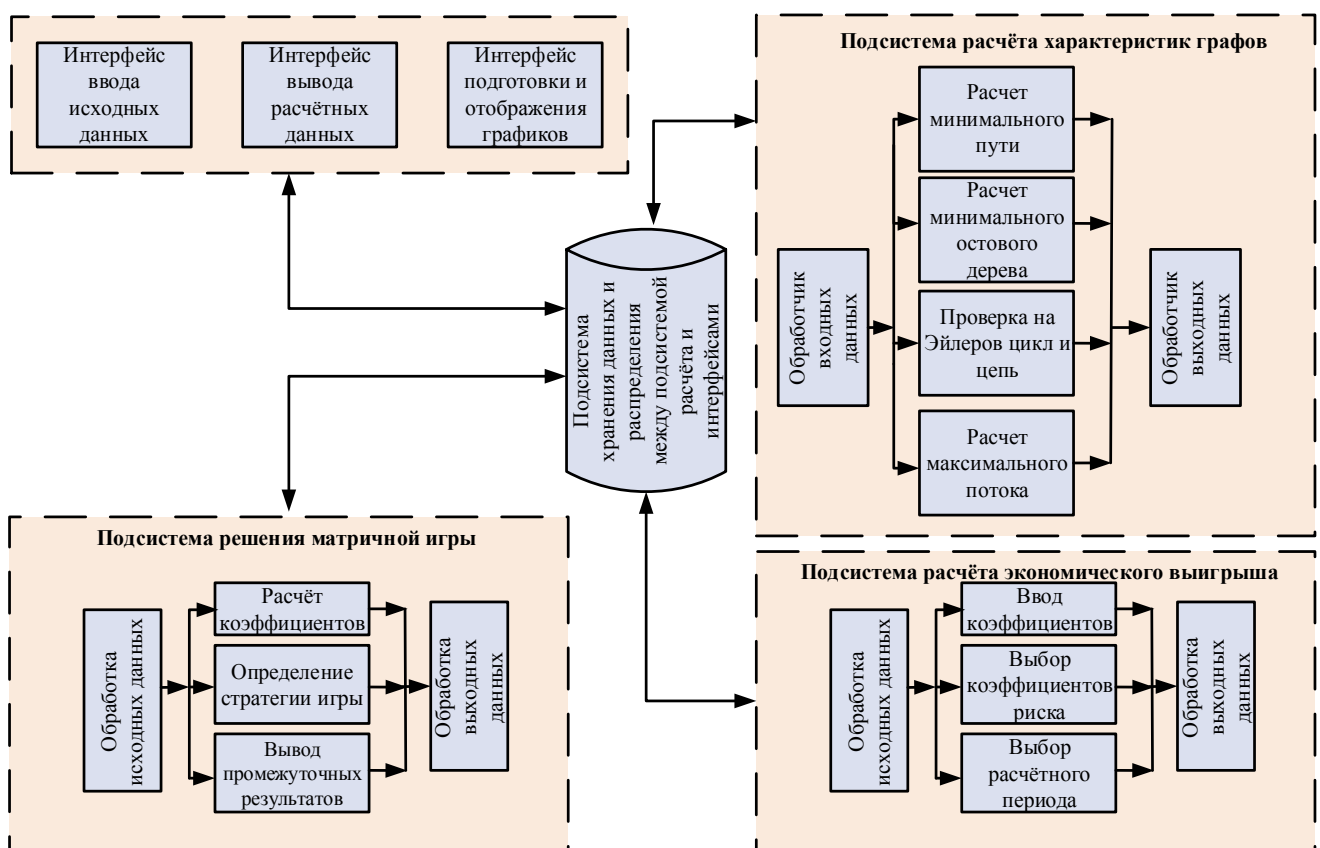 Интерфейс
ввода
исходных
данных
Интерфейс
вывода
расчётных
данных
Интерфейс
подготовки и
отображения
графиков
Подсистема расчёта характеристик графов
Расчет
минимального
пути
Расчет
минимального
остового
дерева
Проверка на
Эйлеров цикл и
цепь
Расчет
максимального
потока
Обработчик
входных
данных
Обработчик
выходных
данных
Подсистема
хранения данных и
распределения
между подсистемой
расчёта и
интерфейсами
Подсистема решения матричной игры
Обработка
исходных данных
Расчёт
коэффициентов
Определение
стратегии игры
Вывод
промежуточных
результатов
Обработка
выходных
данных
Подсистема расчёта экономического выигрыша
Обработка
исходных данных
Ввод
коэффициентов
Выбор
коэффициентов
риска
Выбор
расчётного
периода
Обработка
выходных
данных